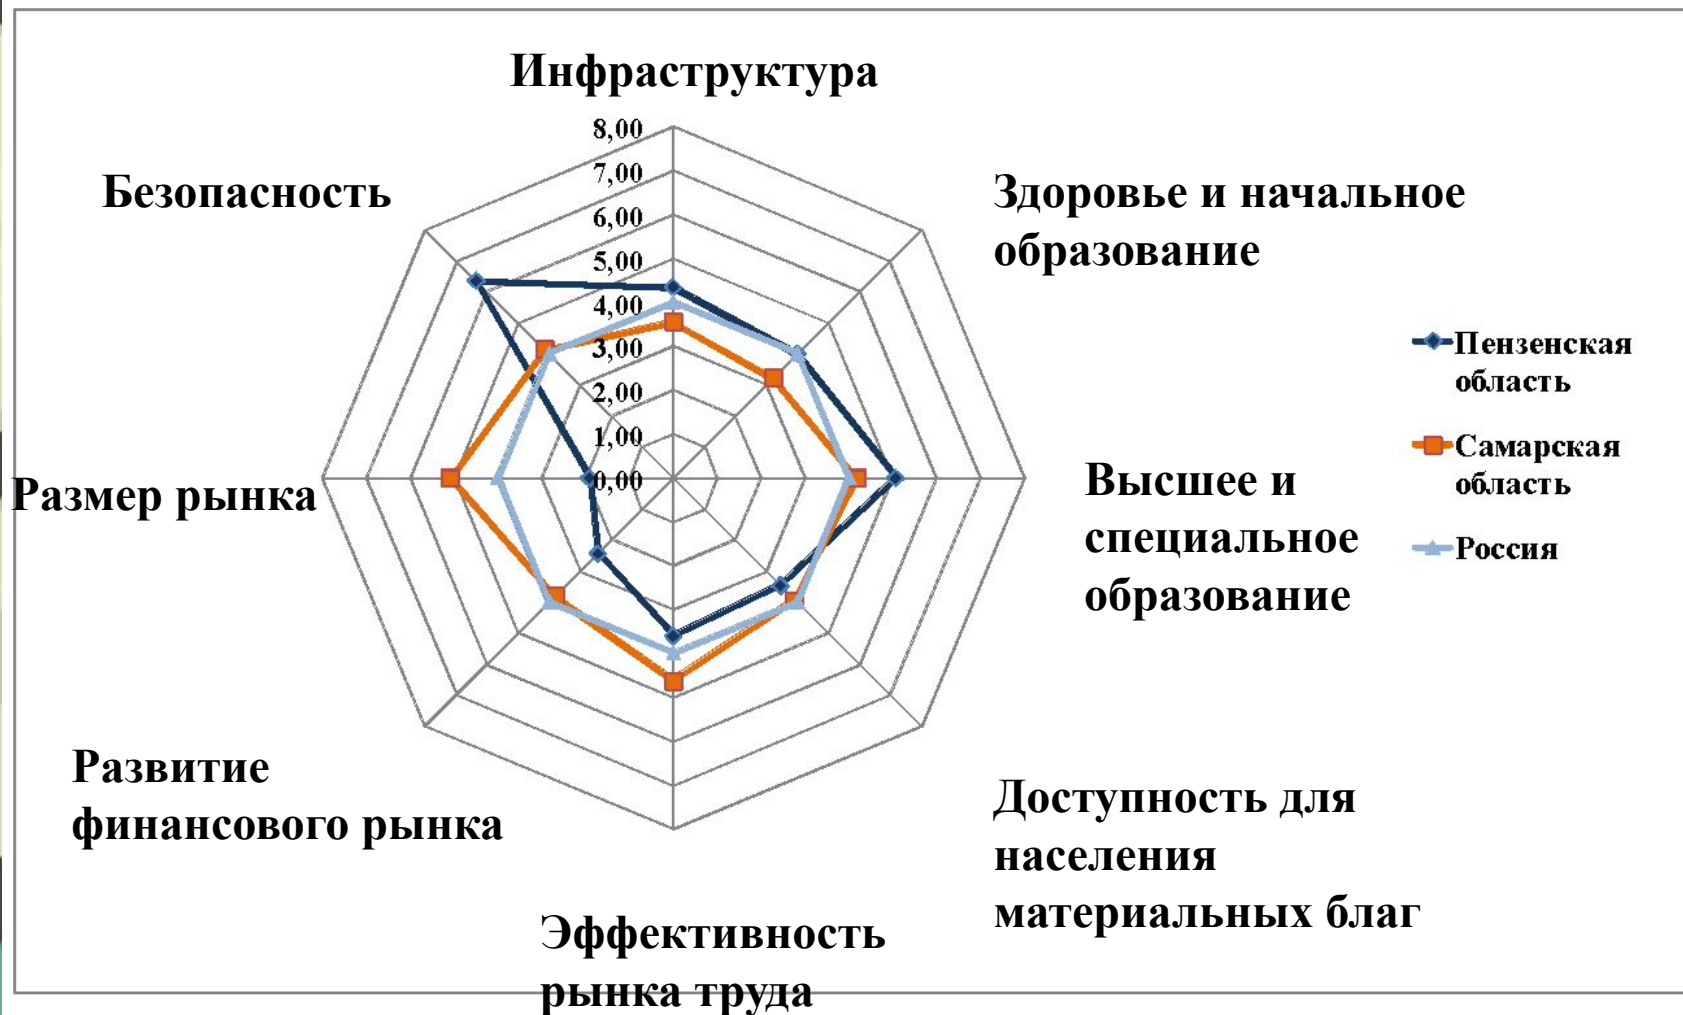 Инфраструктура
8,00
7,00
6,00
5,00
4,00
3,00
2,00
1,00
0,00
Безопасность
Здоровье и начальное
образование
Пензенская
область
Самарская
область
Россия
Размер рынка
Высшее и
специальное
образование
Развитие
финансового рынка
Доступность для
населения
материальных благ
Эффективность
рынка труда